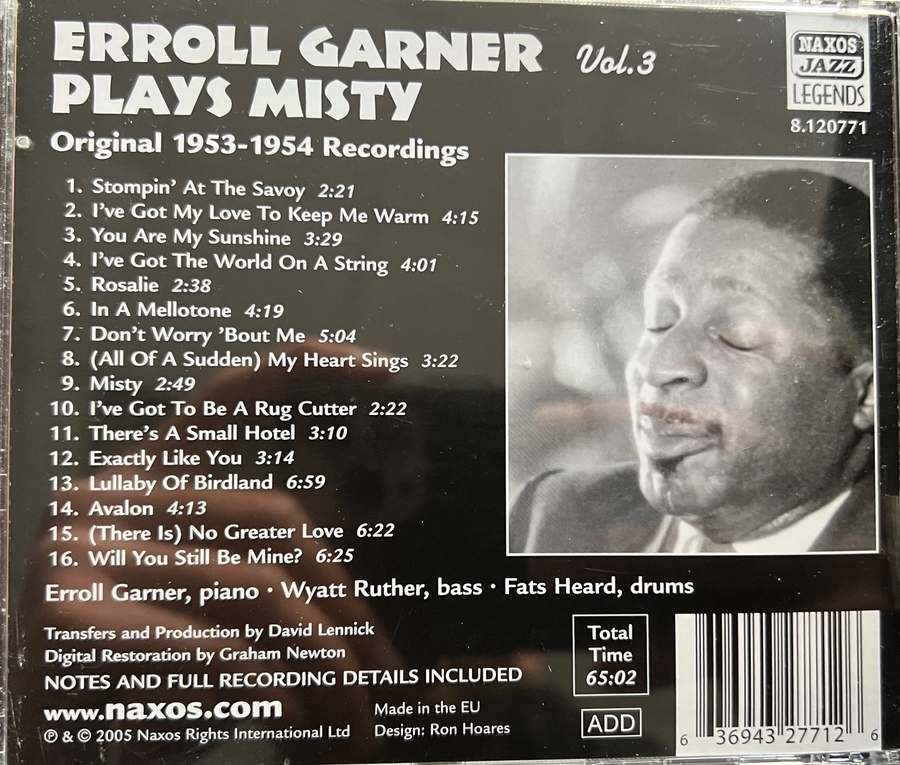 ERROLL GARNER Vol.3
PLAYS MISTY
Original 1953-1954 Recordings
NAXOS
JAZZ
LEGENDS
8.120771
1. Stompin' At The Savoy 2:21
2. I've Got My Love To Keep Me Warm 4:15
3. You Are My Sunshine 3:29
4. I've Got The World On A String 4:01
5. Rosalie 2:38
6. In A Mellotone 4:19
7. Don't Worry 'Bout Me 5:04
8. (All Of A Sudden) My Heart Sings 3:22
9. Misty 2:49
10. I've Got To Be A Rug Cutter 2:22
11. There's A Small Hotel 3:10
12. Exactly Like You 3:14
13. Lullaby Of Birdland 6:59
14. Avalon 4:13
15. (There Is) No Greater Love 6:22
16. Will You Still Be Mine? 6:25
Erroll Garner, piano · Wyatt Ruther, bass · Fats Heard, drums
Transfers and Production by David Lennick
Digital Restoration by Graham Newton
NOTES AND FULL RECORDING DETAILS INCLUDED
www.naxos.com
℗ & © 2005 Naxos Rights International Ltd
Made in the EU
Design: Ron Hoares
Total
Time
65:02
ADD
6 36943 27712 6